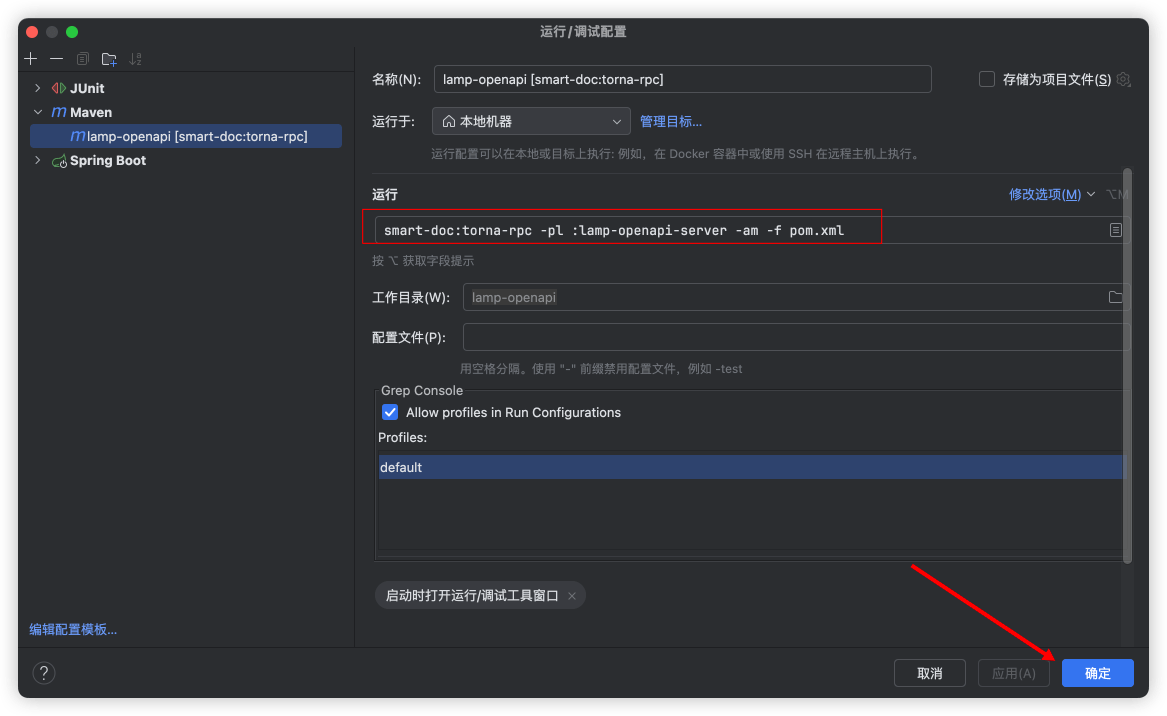 运行/调试配置
JUnit
Maven
lamp-openapi [smart-doc:torna-rpc]
Spring Boot
编辑配置模板...
名称(N): lamp-openapi [smart-doc:torna-rpc] 存储为项目文件(S)
运行于: 本地机器 管理目标...
运行配置可以在本地或目标上执行: 例如，在 Docker 容器中或使用 SSH 在远程主机上执行。
运行 修改选项(M) ⌥M
smart-doc:torna-rpc -pl :lamp-openapi-server -am -f pom.xml
按 ⌥ 获取字段提示
工作目录(W): lamp-openapi
配置文件(P):
用空格分隔。使用 "-" 前缀禁用配置文件，例如 -test
Grep Console
Allow profiles in Run Configurations
Profiles:
default
启动时打开运行/调试工具窗口 ×
? 取消 应用(A) 确定